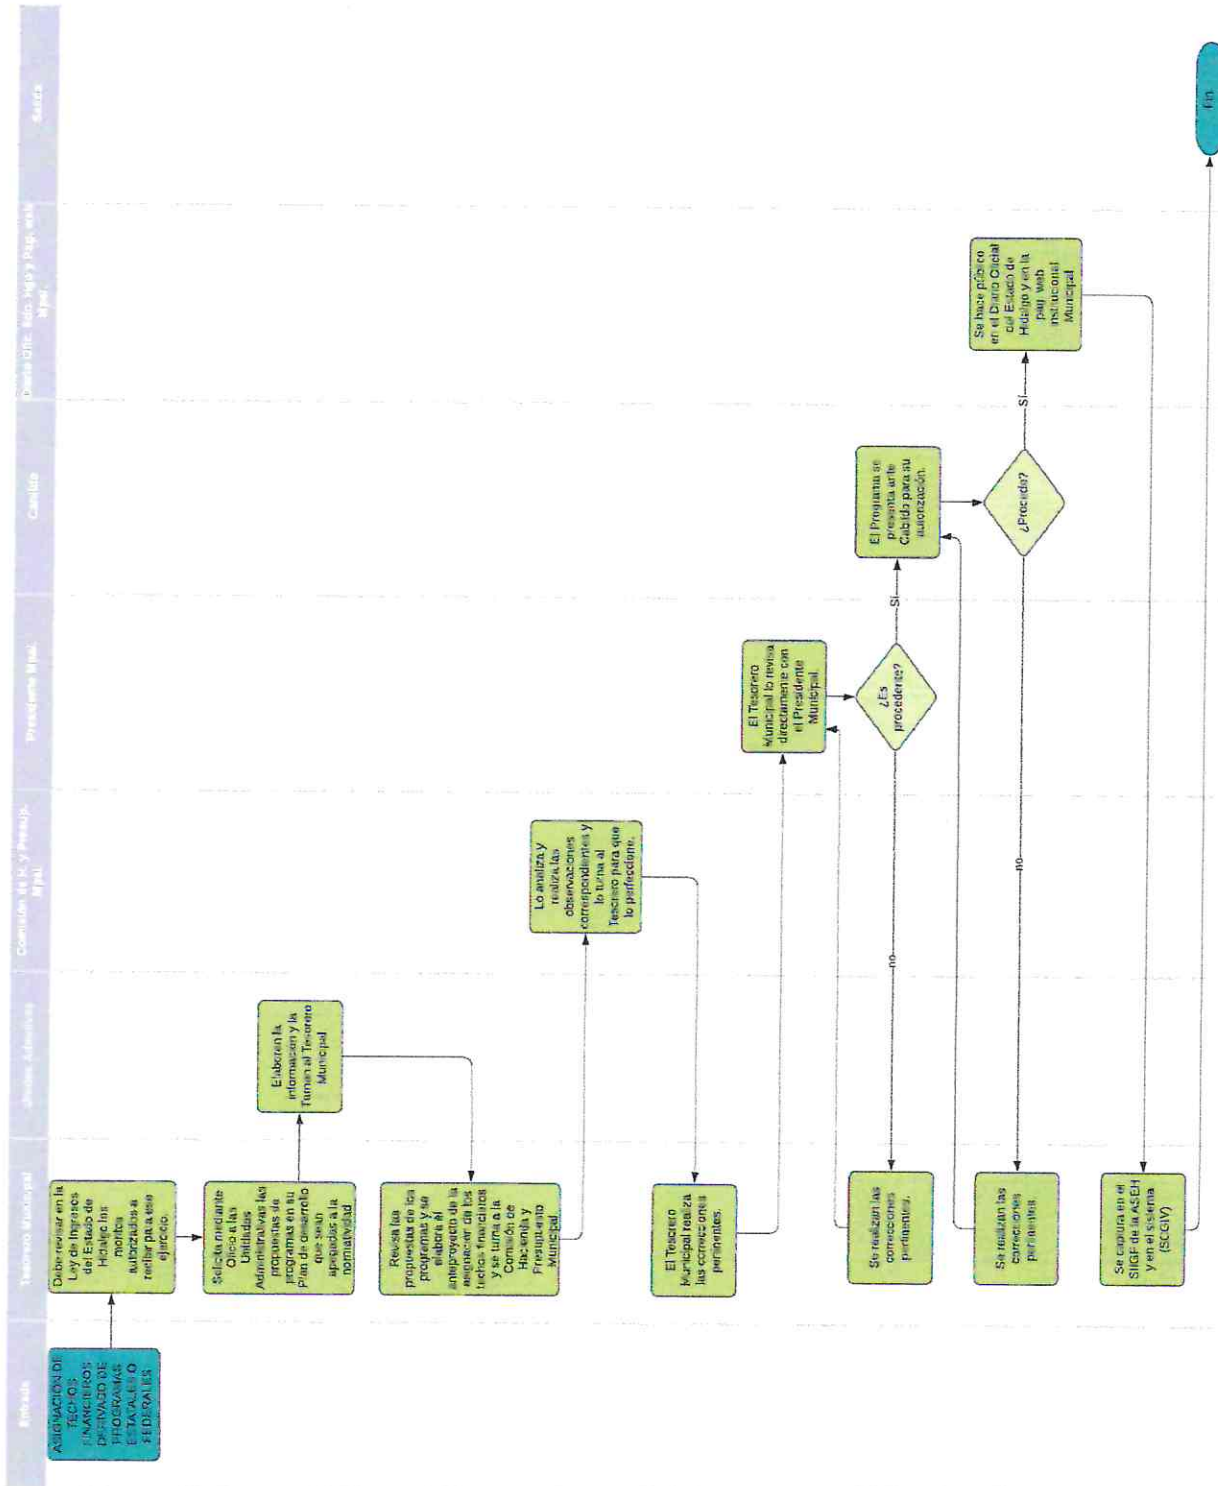 Entrada
Tesorero Municipal
Presidente Mpal.
Cabildo
Salida
ASIGNACIÓN DE
TECHOS
FINANCIEROS
DERIVADO DE
PROGRAMAS
ESTATALES O
FEDERALES
Debe revisar en la
Ley de Ingresos
del Estado de
Hidalgo los
montos
autorizados a
recibir para ese
ejercicio.
Solicita mediante
Oficio a las
Unidades
Administrativas las
propuestas de
programas en su
Plan de desarrollo
que sean
apegadas a la
normatividad
Elaboran la
información y la
Turnan al Tesorero
Municipal
Revisa las
propuestas de los
programas y se
elabora el
anteproyecto de la
asignación de los
techos financieros
y se turna a la
Comisión de
Hacienda y
Presupuesto
Municipal.
Lo analiza y
realiza las
observaciones
correspondientes y
lo turna al
Tesorero para que
lo perfeccione.
El Tesorero
Municipal realiza
las correcciones
pertinentes.
El Tesorero
Municipal lo revisa
directamente con
el Presidente
Municipal.
¿Es
procedente?
Sí
no
Se realizan las
correcciones
pertinentes.
El Programa se
presenta ante
Cabildo para su
autorización.
¿Procede?
Sí
no
Se realizan las
correcciones
pertinentes.
Se hace público
en el Diario Oficial
del Estado de
Hidalgo y en la
pag. web
institucional
Municipal
Se captura en el
SIIGF de la ASEH
y en el sistema
Fin